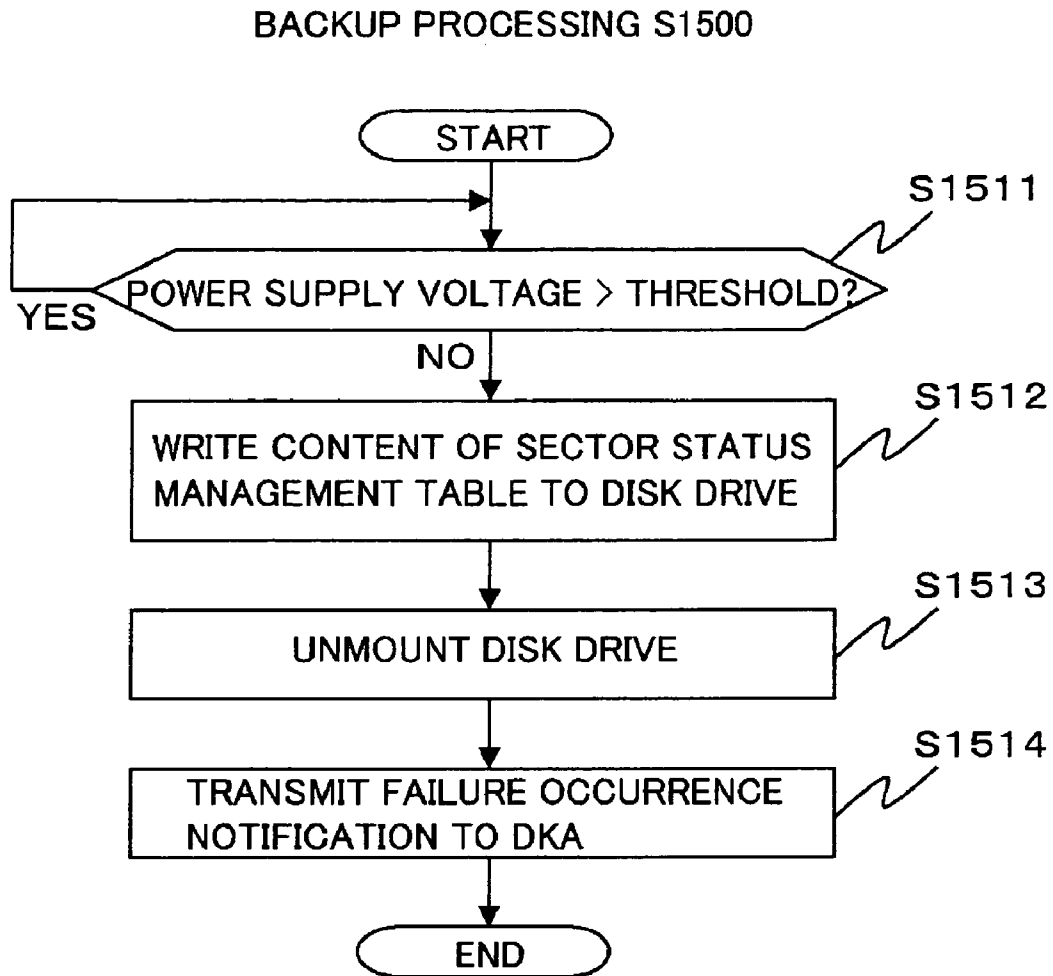 BACKUP PROCESSING S1500
START
S1511
POWER SUPPLY VOLTAGE > THRESHOLD?
YES
NO
S1512
WRITE CONTENT OF SECTOR STATUS
MANAGEMENT TABLE TO DISK DRIVE
S1513
UNMOUNT DISK DRIVE
S1514
TRANSMIT FAILURE OCCURRENCE
NOTIFICATION TO DKA
END